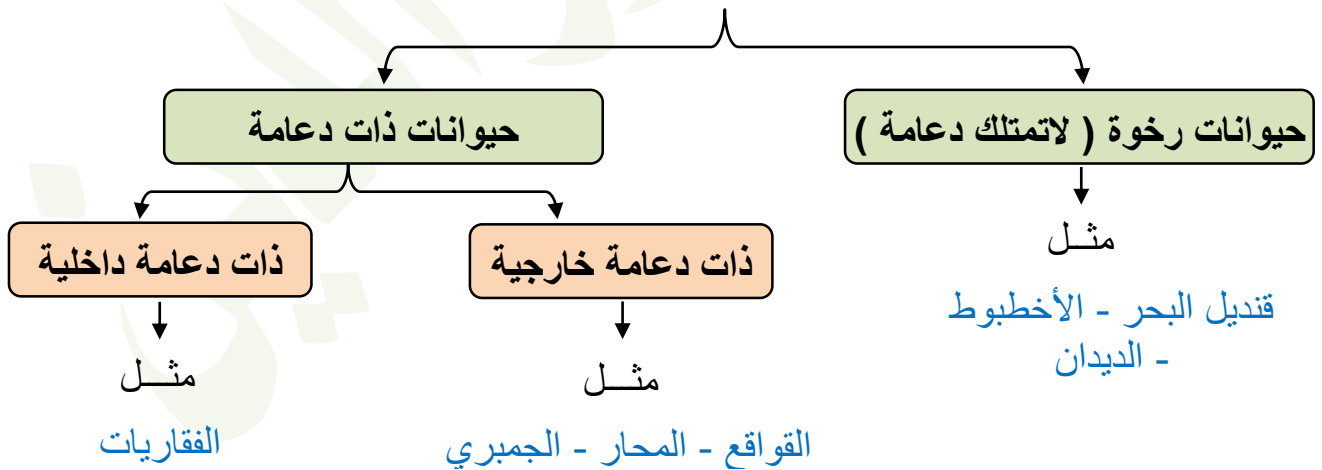 حيوانات رخوة ( لاتمتلك دعامة )
مثــل
قنديل البحر - الأخطبوط
- الديدان
حيوانات ذات دعامة
ذات دعامة خارجية
مثـــل
القواقع - المحار - الجمبري
ذات دعامة داخلية
مثـــل
الفقاريات